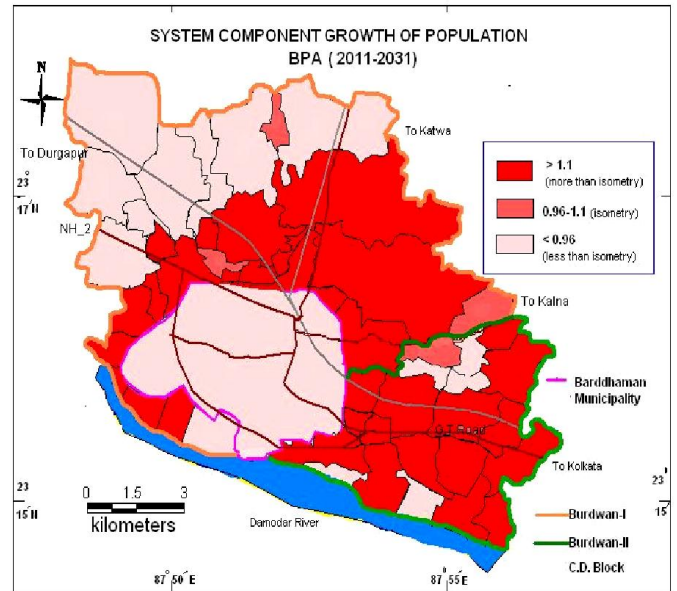 SYSTEM COMPONENT GROWTH OF POPULATION
BPA ( 2011-2031)
N
To Katwa
To Durgapur
> 1.1
(more than isometry)
0.96-1.1 (isometry)
< 0.96
(less than isometry)
23°
17' N
NH_2
To Kalna
Barddhaman
Municipality
G.T Road
To Kolkata
23
15' N
23°
15'
0 1.5 3
kilometers
Damodar River
Burdwan-I
Burdwan-II
C.D. Block
87° 50' E
87° 55' E